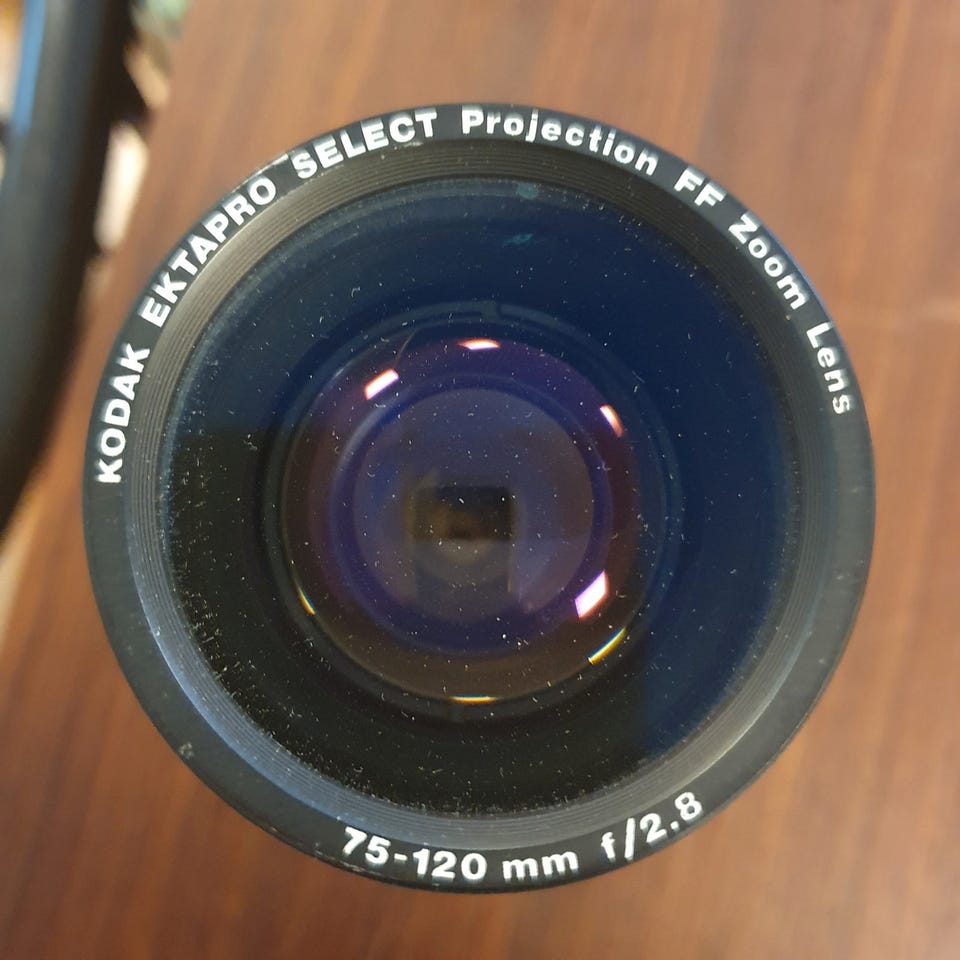 KODAK EKTAPRO SELECT Projection FF Zoom Lens
75-120 mm f/2.8